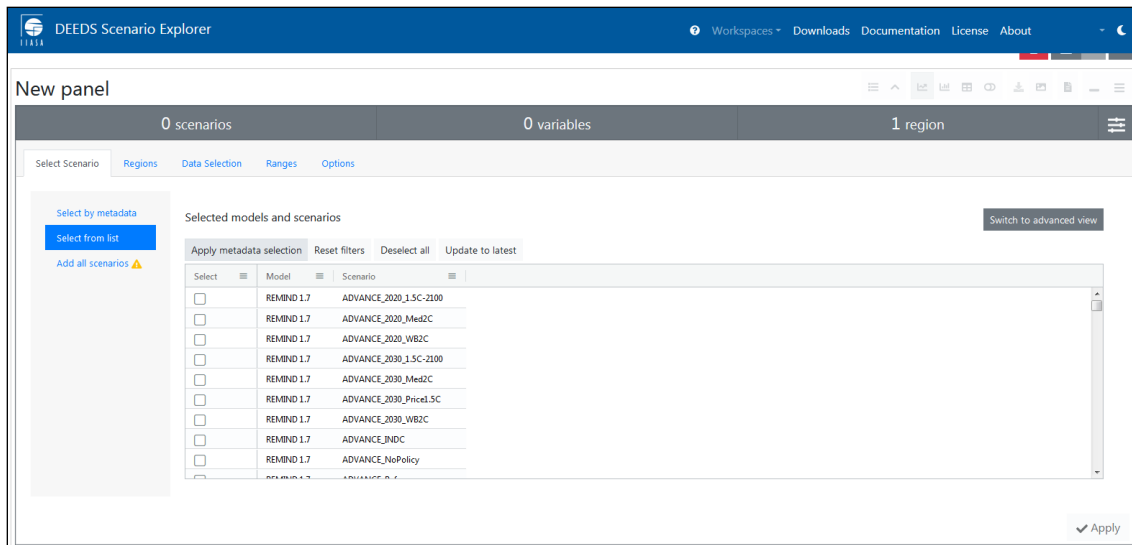 IIASA
DEEDS Scenario Explorer
Workspaces Downloads Documentation License About
New panel
0 scenarios 0 variables 1 region
Select Scenario Regions Data Selection Ranges Options
Select by metadata
Select from list
Add all scenarios
Selected models and scenarios
Switch to advanced view
Apply metadata selection Reset filters Deselect all Update to latest
Select Model Scenario
REMIND 1.7 ADVANCE_2020_1.5C-2100
REMIND 1.7 ADVANCE_2020_Med2C
REMIND 1.7 ADVANCE_2020_WB2C
REMIND 1.7 ADVANCE_2030_1.5C-2100
REMIND 1.7 ADVANCE_2030_Med2C
REMIND 1.7 ADVANCE_2030_Price1.5C
REMIND 1.7 ADVANCE_2030_WB2C
REMIND 1.7 ADVANCE_INDC
REMIND 1.7 ADVANCE_NoPolicy
Apply